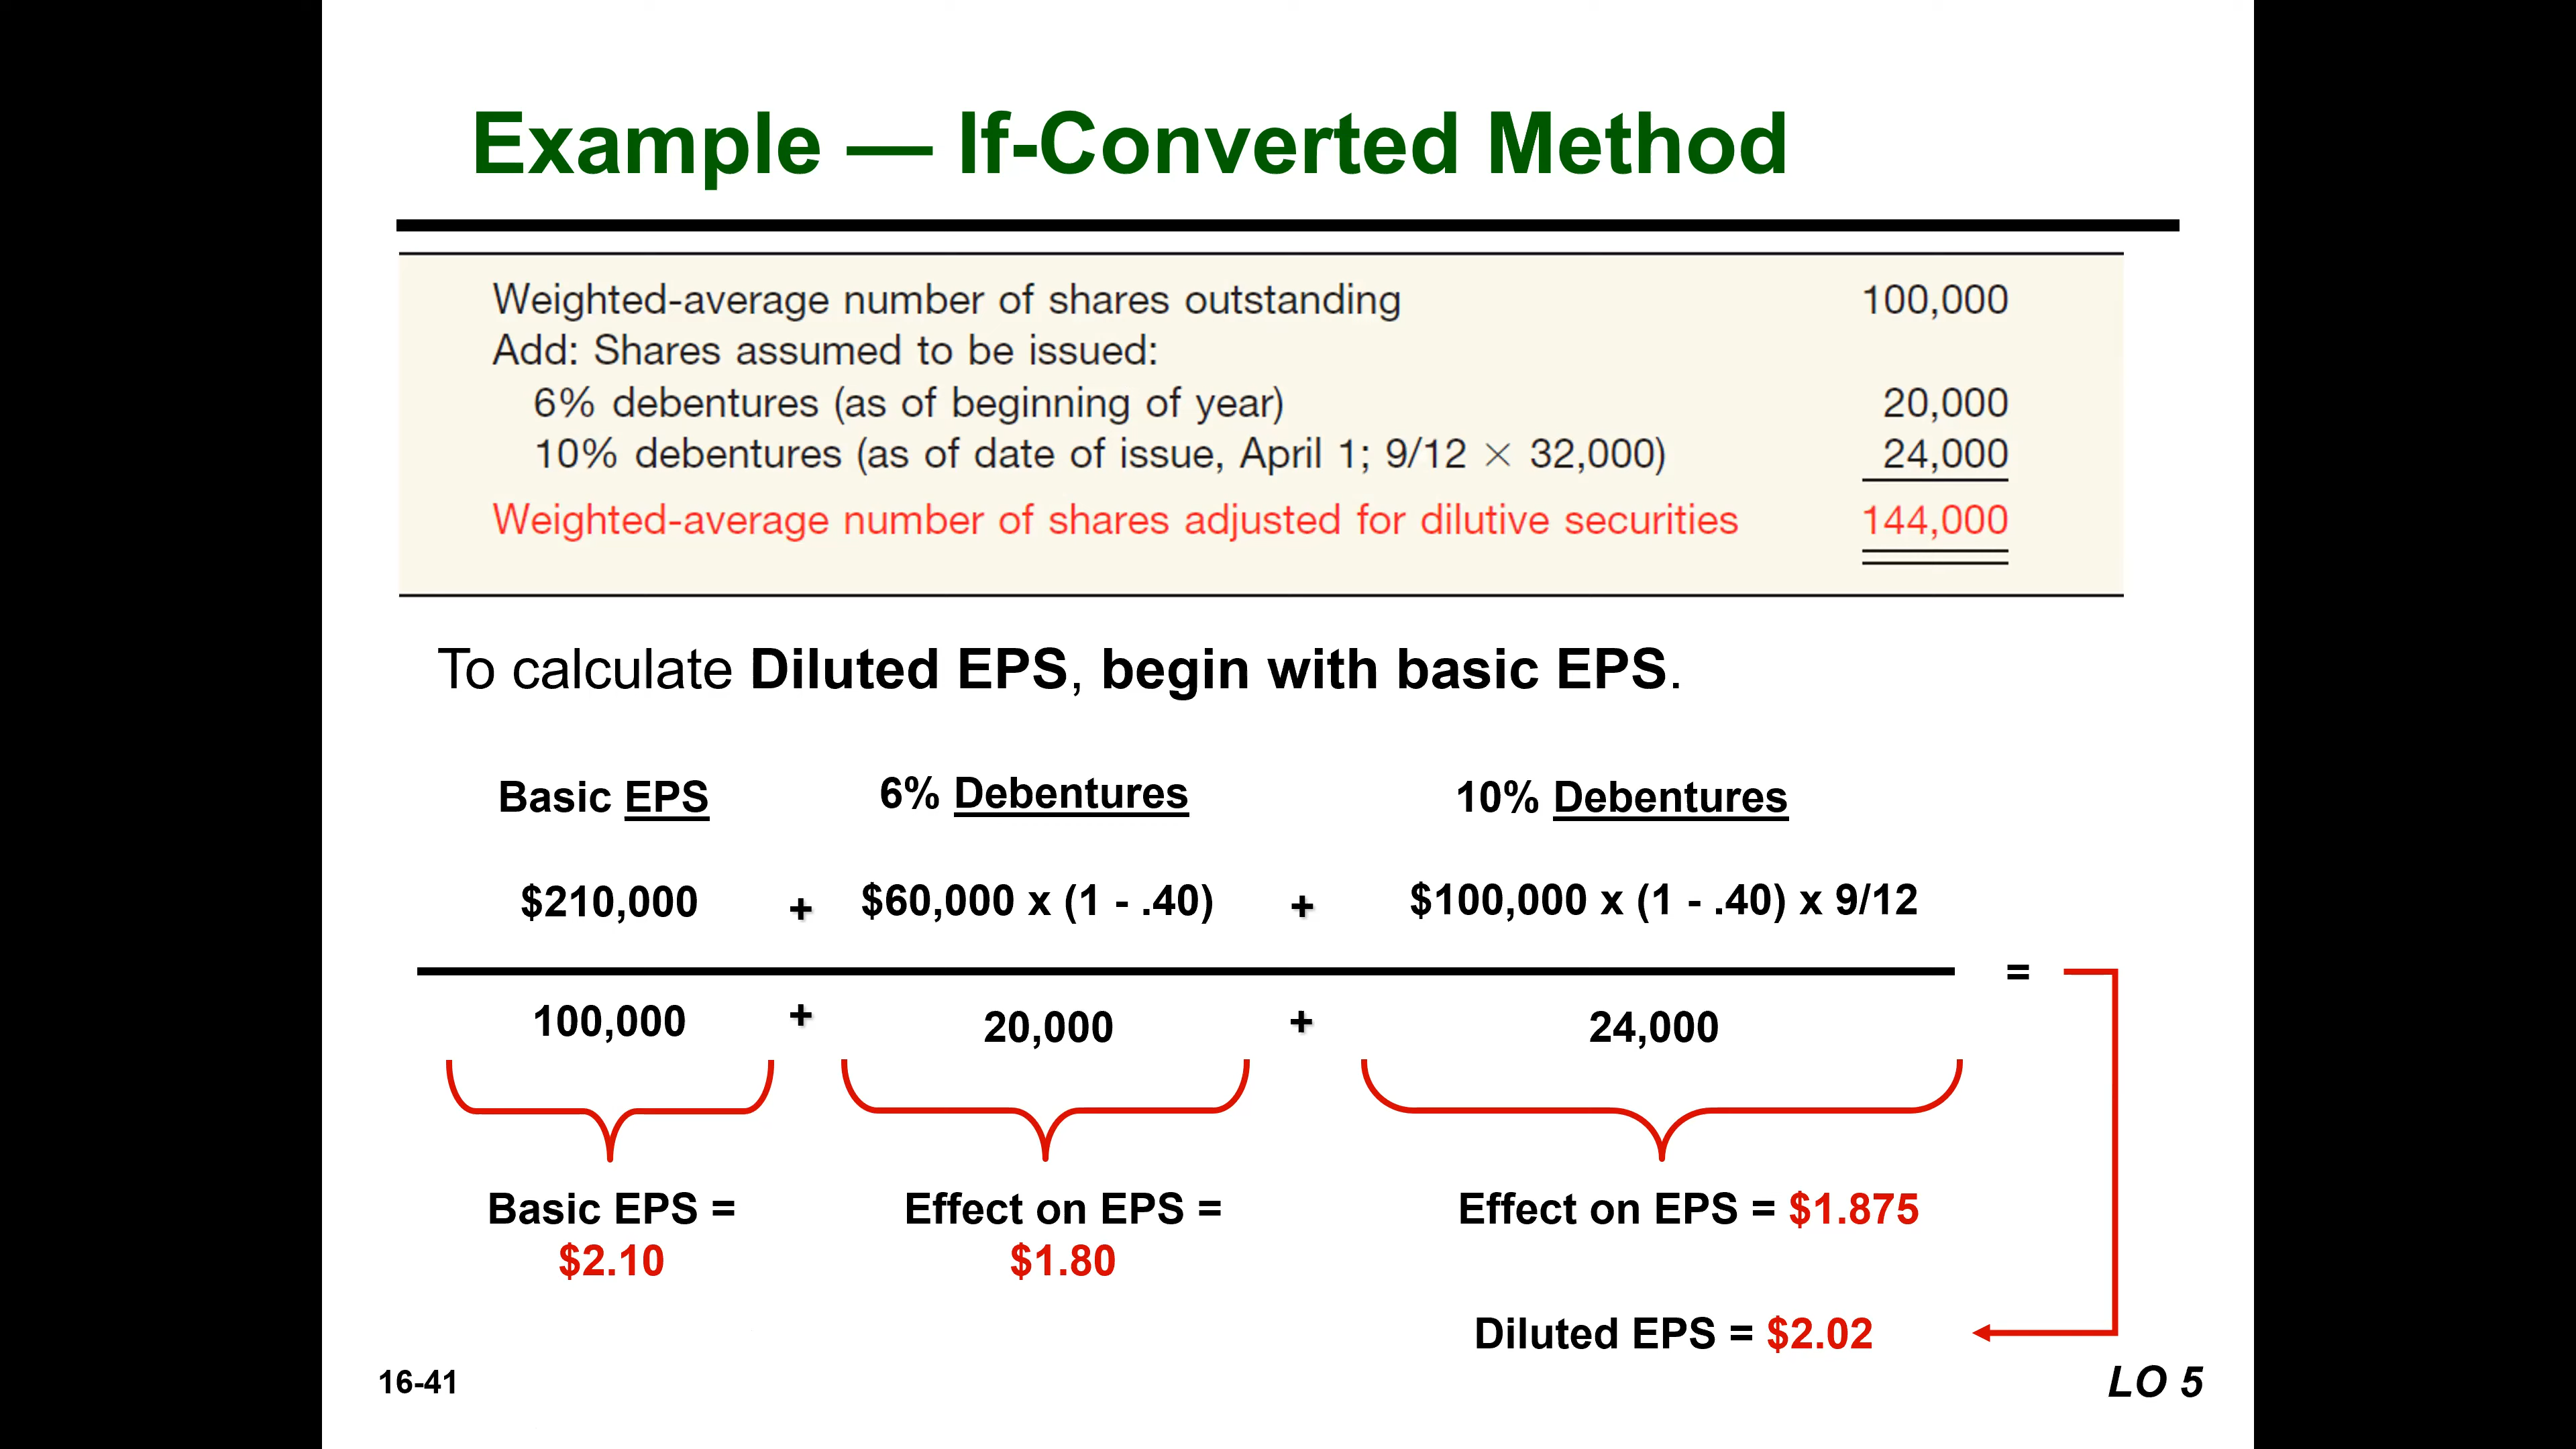 Example — If-Converted Method
Weighted-average number of shares outstanding 100,000
Add: Shares assumed to be issued:
6% debentures (as of beginning of year) 20,000
10% debentures (as of date of issue, April 1; 9/12 × 32,000) 24,000
Weighted-average number of shares adjusted for dilutive securities 144,000
To calculate Diluted EPS, begin with basic EPS.
Basic EPS 6% Debentures 10% Debentures
$210,000 + $60,000 x (1 - .40) + $100,000 x (1 - .40) x 9/12
=
100,000 + 20,000 + 24,000
Basic EPS = Effect on EPS = Effect on EPS = $1.875
$2.10 $1.80
Diluted EPS = $2.02
16-41 LO 5